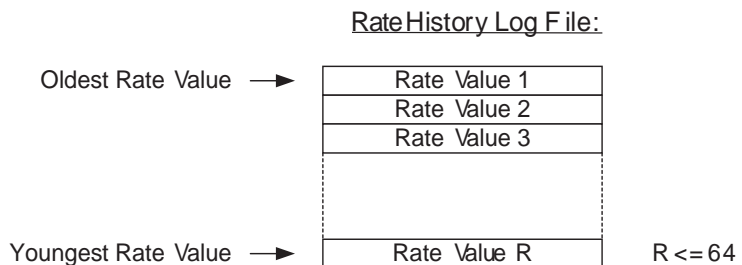 RateHistory Log File:
Oldest Rate Value
Rate Value 1
Rate Value 2
Rate Value 3
Youngest Rate Value
Rate Value R
R <= 64